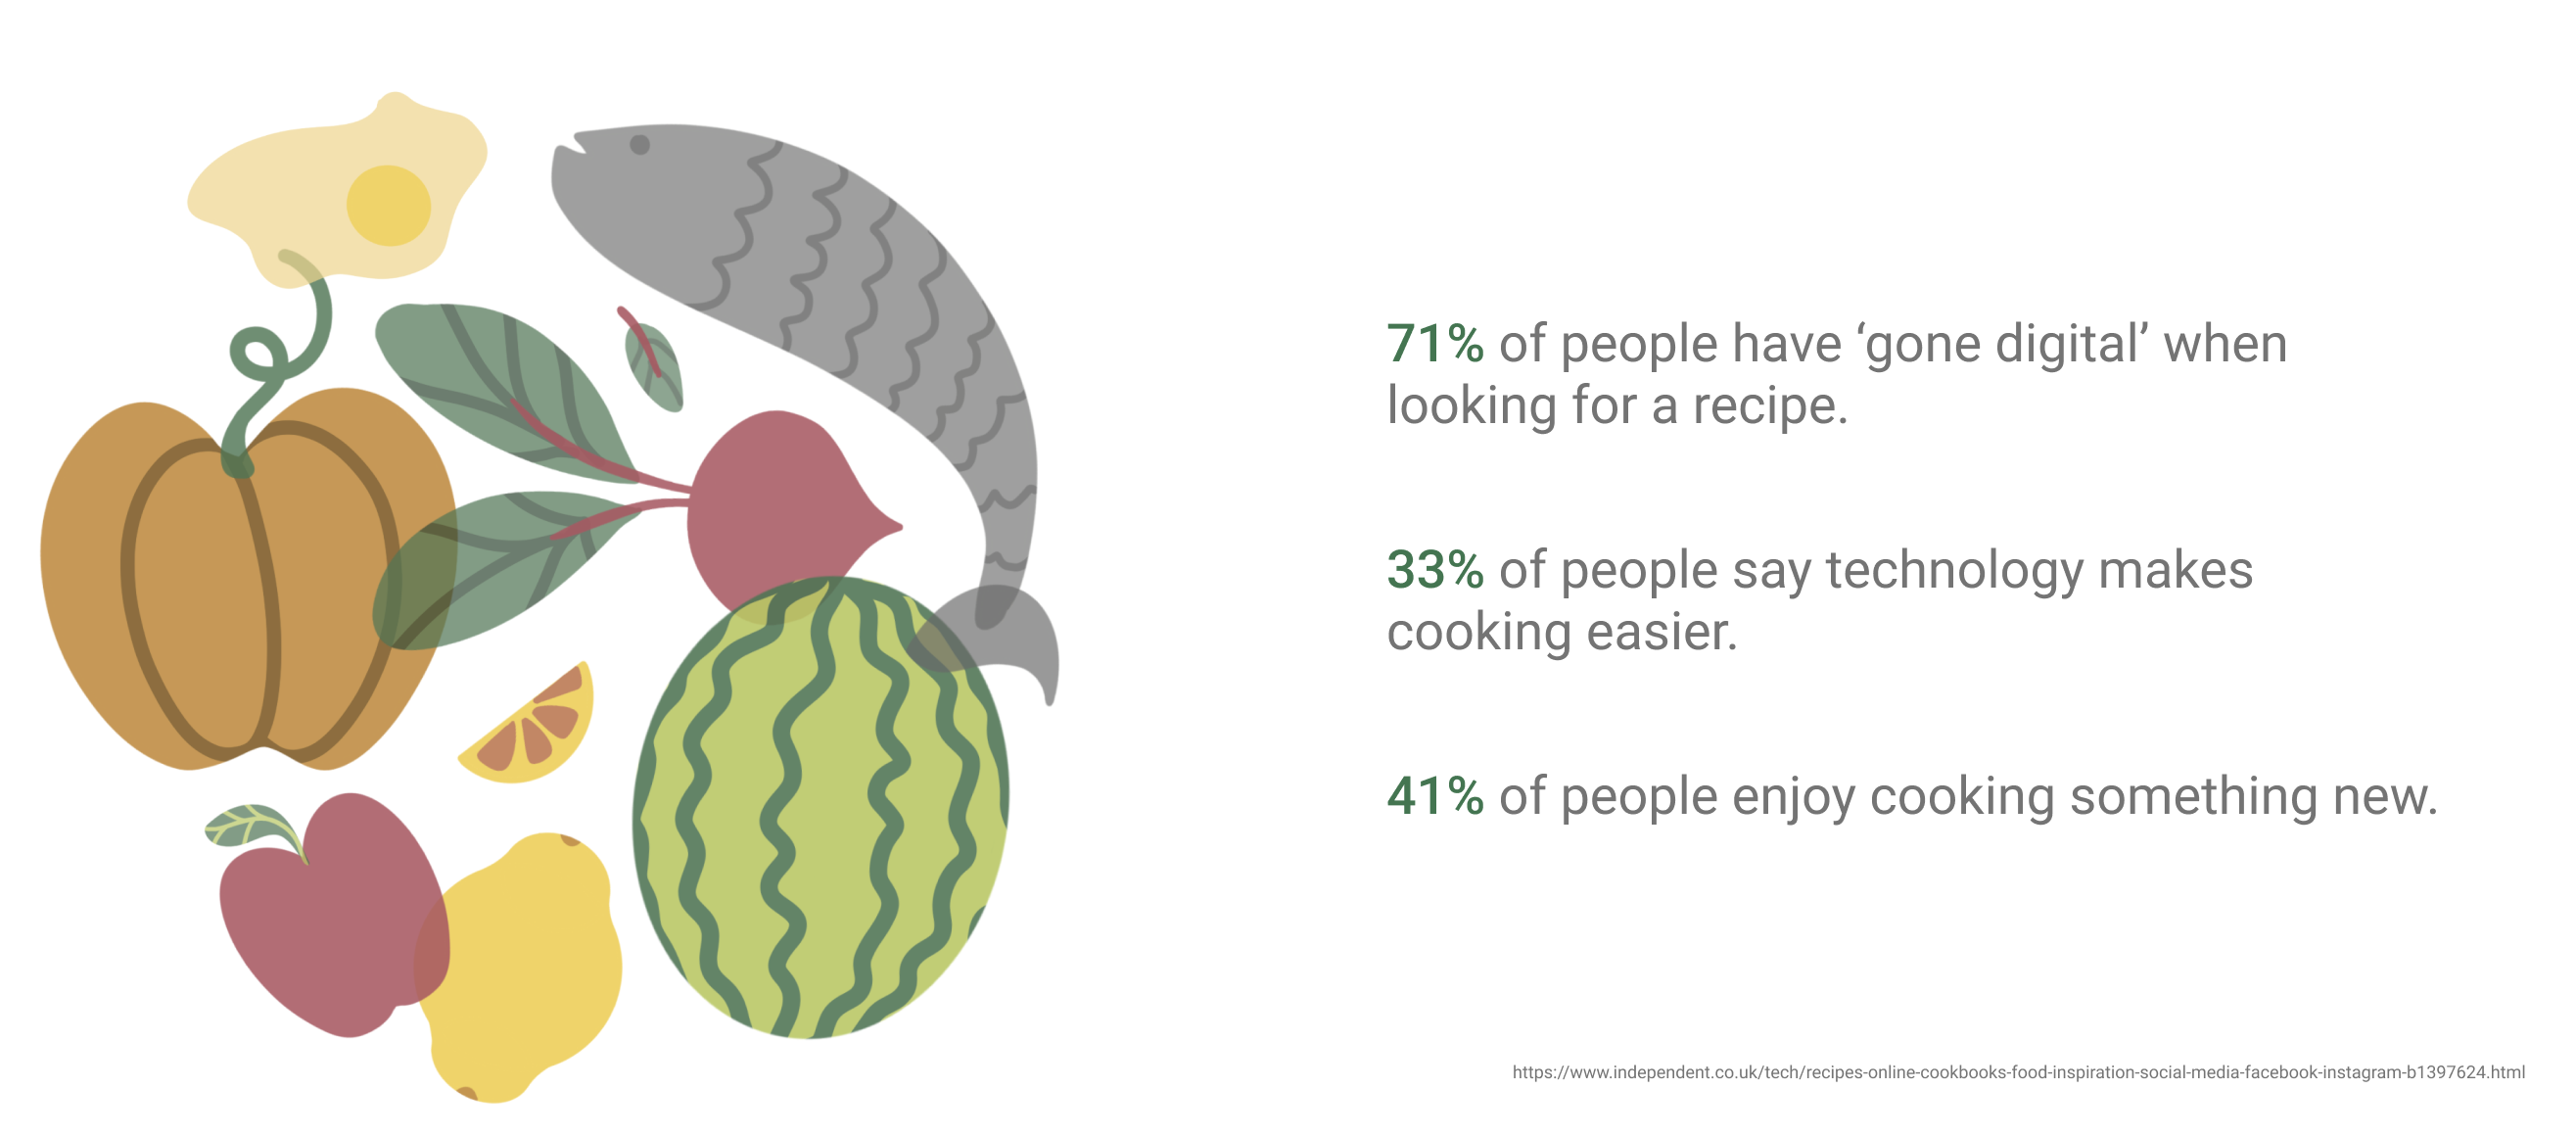 71% of people have ‘gone digital’ when
looking for a recipe.
33% of people say technology makes
cooking easier.
41% of people enjoy cooking something new.
https://www.independent.co.uk/tech/recipes-online-cookbooks-food-inspiration-social-media-facebook-instagram-b1397624.html